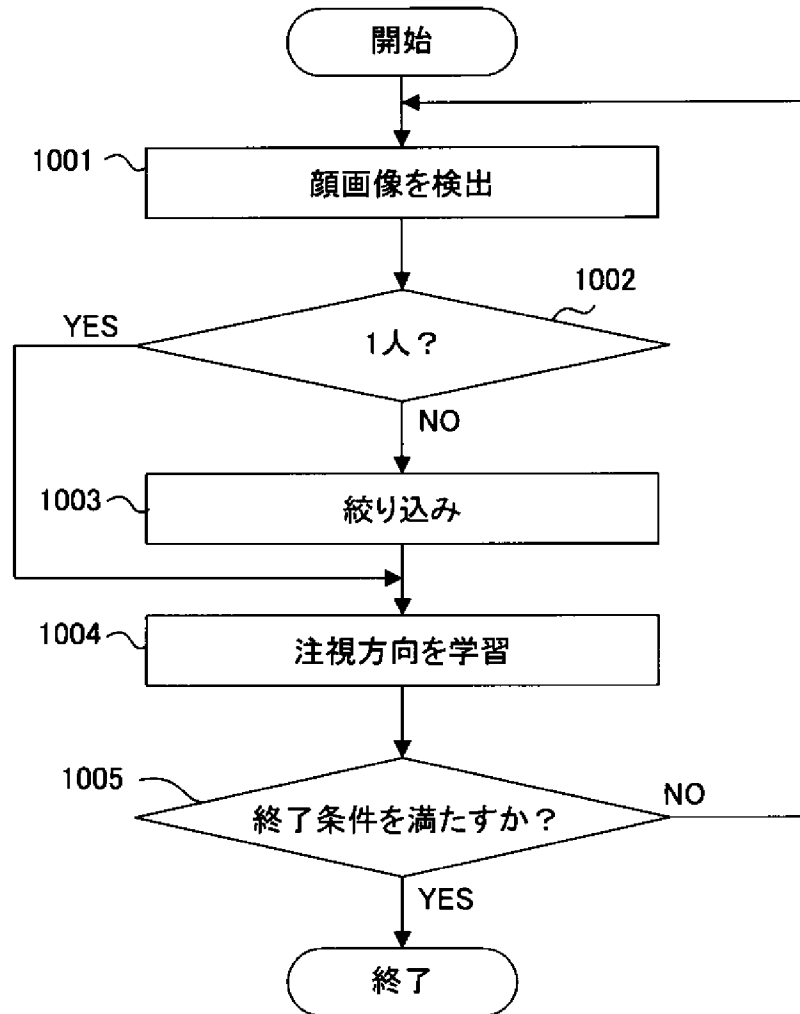 開始
1001
顔画像を検出
1002
YES
1人？
NO
1003
絞り込み
1004
注視方向を学習
1005
終了条件を満たすか？
NO
YES
終了